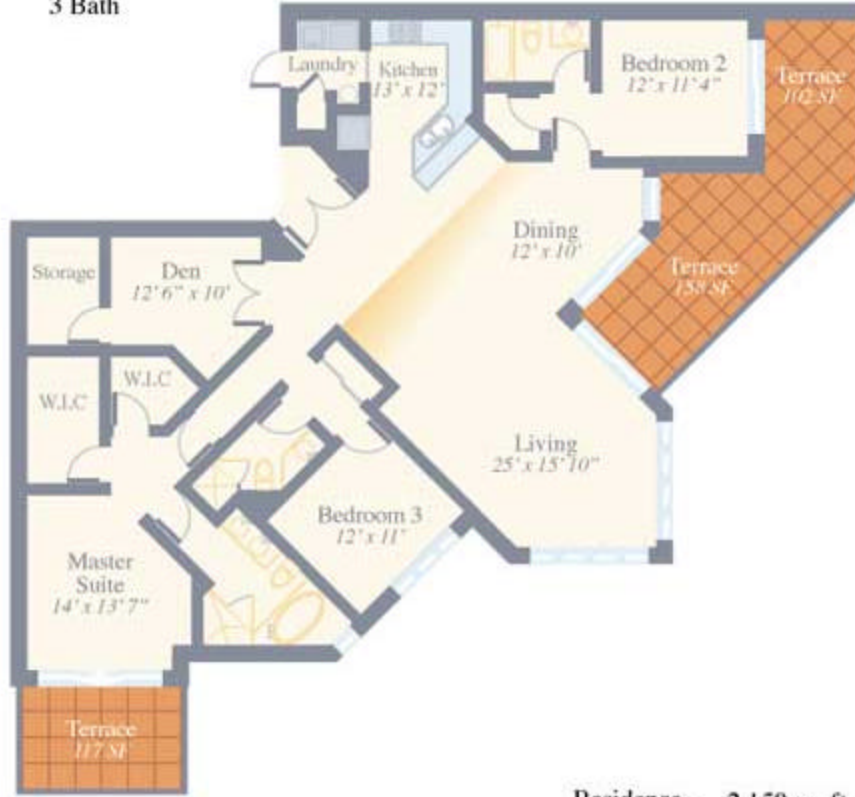 3 Bath
Laundry
Kitchen
13' x 12'
Bedroom 2
12' x 11' 4"
Terrace
102 SF
Dining
12' x 10'
Terrace
158 SF
Storage
Den
12' 6" x 10'
W.I.C
W.I.C
Living
25' x 15' 10"
Bedroom 3
12' x 11'
Master
Suite
14' x 13' 7"
Terrace
117 SF
Residence